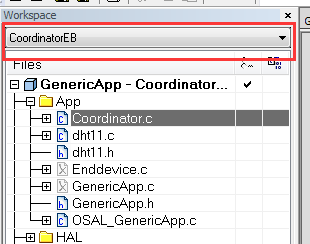 Workspace
CoordinatorEB
Files
GenericApp - Coordinator...
App
Coordinator.c
dht11.c
dht11.h
Enddevice.c
GenericApp.c
GenericApp.h
OSAL_GenericApp.c
HAL